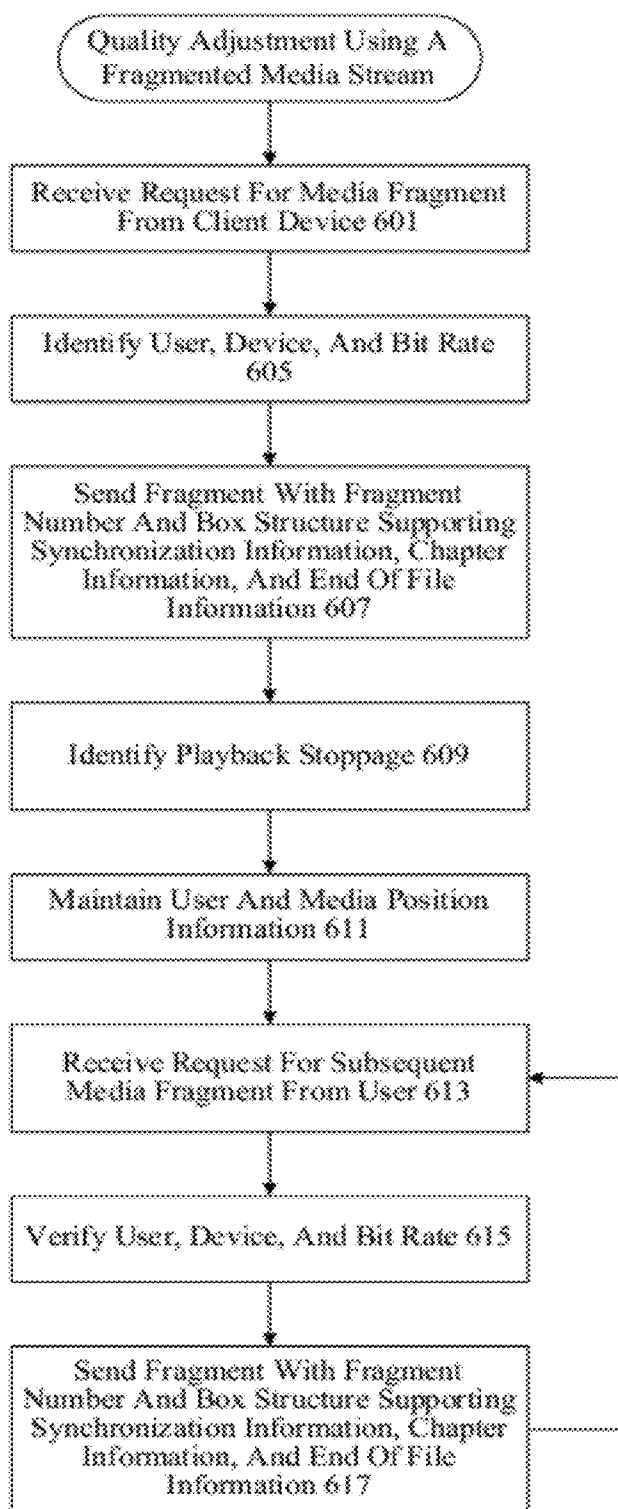 Quality Adjustment Using A
Fragmented Media Stream
Receive Request For Media Fragment
From Client Device 601
Identify User, Device, And Bit Rate
605
Send Fragment With Fragment
Number And Box Structure Supporting
Synchronization Information, Chapter
Information, And End Of File
Information 607
Identify Playback Stoppage 609
Maintain User And Media Position
Information 611
Receive Request For Subsequent
Media Fragment From User 613
Verify User, Device, And Bit Rate 615
Send Fragment With Fragment
Number And Box Structure Supporting
Synchronization Information, Chapter
Information, And End Of File
Information 617